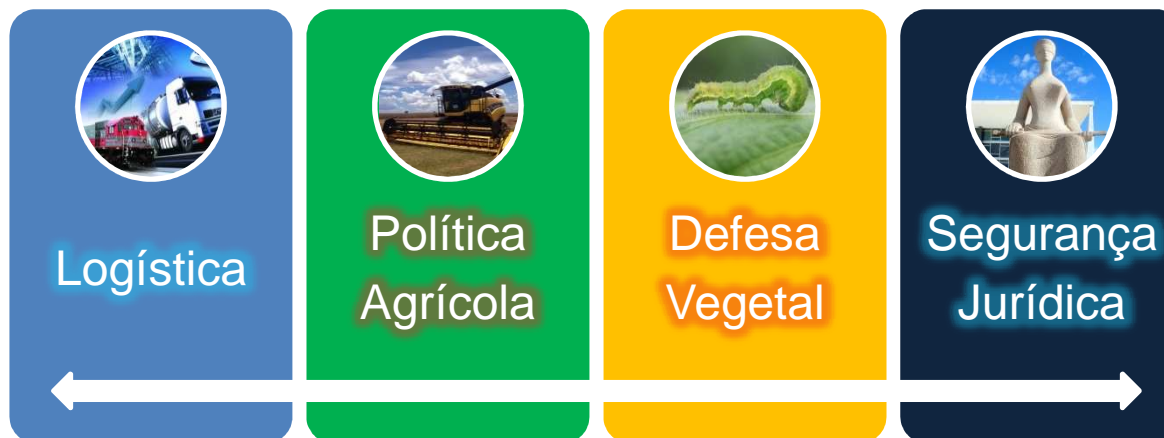 Logística
Política
Agrícola
Defesa
Vegetal
Segurança
Jurídica